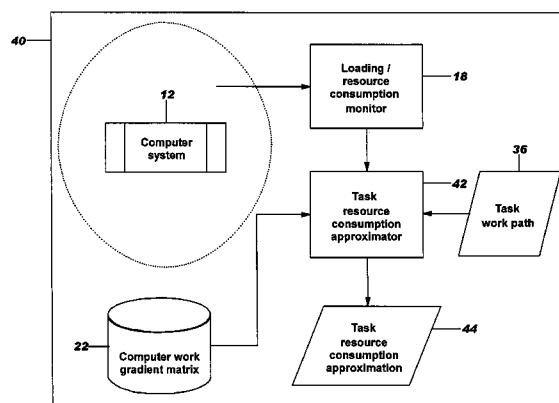 40
12
Computer
system
Loading /
resource
consumption
monitor
18
36
Task
work path
42
Task
resource
consumption
approximator
22
Computer work
gradient matrix
Task
resource
consumption
approximation
44